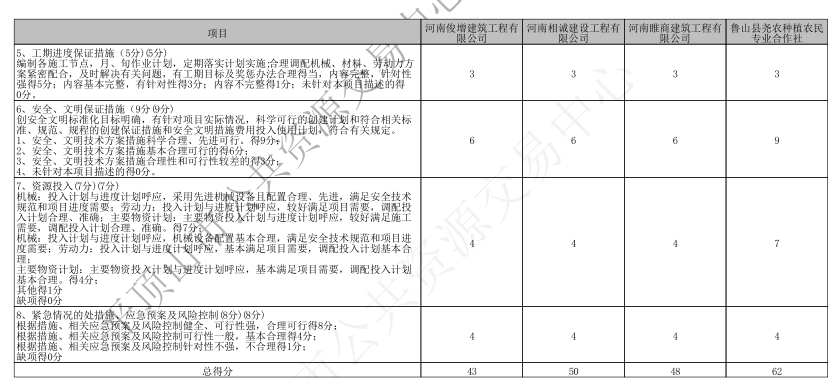 项目 河南俊增建筑工程有限公司 河南相诚建设工程有限公司 河南睢商建筑工程有限公司 鲁山县尧农种植农民专业合作社
5、工期进度保证措施（5分)(5分)
编制各施工节点，月、旬作业计划，定期落实计划实施;合理调配机械、材料、劳动力方
案紧密配合，及时解决有关问题，有工期目标及奖惩办法合理得当，内容完整，针对性
强得5分；内容基本完整，有针对性得3分；内容不完整得1分；未针对本项目描述的得
0分。
3 3 3 3
6、安全、文明保证措施（9分)(9分)
创安全文明标准化目标明确，有针对项目实际情况，科学可行的创建计划和符合相关标
准、规范、规程的创建保证措施和安全文明措施费用投入使用计划，符合有关规定。
1、安全、文明技术方案措施科学合理、先进可行。得9分；
2、安全、文明技术方案措施基本合理可行的得6分；
3、安全、文明技术方案措施合理性和可行性较差的得3分；
4、未针对本项目描述的得0分。
6 6 6 9
7、资源投入(7分)(7分)
机械：投入计划与进度计划呼应，采用先进机械设备且配置合理、先进，满足安全技术
规范和项目进度需要；劳动力：投入计划与进度计划呼应，较好满足项目需要，调配投
入计划合理、准确；主要物资计划：主要物资投入计划与进度计划呼应，较好满足施工
需要，调配投入计划合理、准确。得7分；
机械：投入计划与进度计划呼应，机械设备配置基本合理，满足安全技术规范和项目进
度需要；劳动力：投入计划与进度计划呼应，基本满足项目需要，调配投入计划基本合
理；
主要物资计划：主要物资投入计划与进度计划呼应，基本满足项目需要，调配投入计划
基本合理。得4分；
其他得1分
缺项得0分
4 4 4 7
8、紧急情况的处措施、应急预案及风险控制(8分)(8分)
根据措施、相关应急预案及风险控制健全、可行性强，合理可行得8分；
根据措施、相关应急预案及风险控制可行性一般，基本合理得4分；
根据措施、相关应急预案及风险控制针对性不强，不合理得1分；
缺项得0分
4 4 4 4
总得分 43 50 48 62
平顶山市公共资源交易中心
市公共资源交易中心